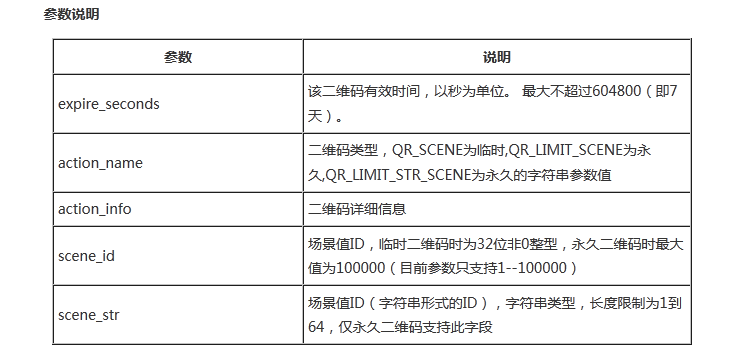 参数说明
参数
说明
expire_seconds
该二维码有效时间，以秒为单位。 最大不超过604800（即7
天）。
action_name
二维码类型，QR_SCENE为临时,QR_LIMIT_SCENE为永
久,QR_LIMIT_STR_SCENE为永久的字符串参数值
action_info
二维码详细信息
scene_id
场景值ID，临时二维码时为32位非0整型，永久二维码时最大
值为100000（目前参数只支持1--100000）
scene_str
场景值ID（字符串形式的ID），字符串类型，长度限制为1到
64，仅永久二维码支持此字段